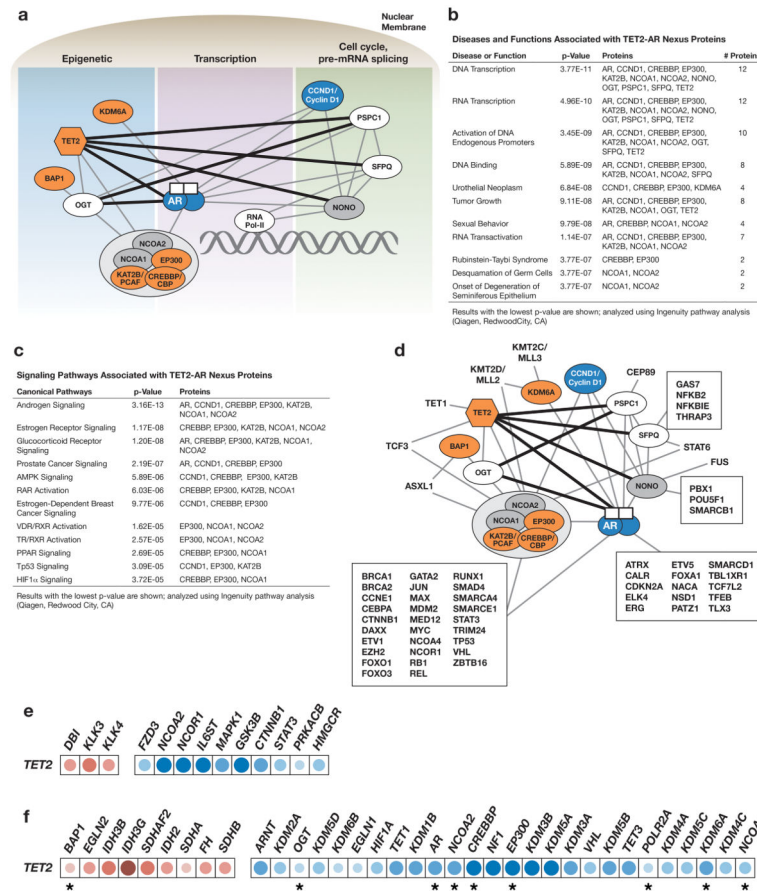 a
Nuclear
Membrane
Epigenetic
Transcription
Cell cycle,
pre-mRNA splicing
CCND1/
Cyclin D1
KDM6A
PSPC1
TET2
SFPQ
BAP1
OGT
AR
NONO
RNA
Pol-II
NCOA2
NCOA1
EP300
KAT2B/
PCAF
CREBBP/
CBP
b
Diseases and Functions Associated with TET2-AR Nexus Proteins
Disease or Function p-Value Proteins # Proteins
DNA Transcription 3.77E-11 AR, CCND1, CREBBP, EP300, 12
KAT2B, NCOA1, NCOA2, NONO,
OGT, PSPC1, SFPQ, TET2
RNA Transcription 4.96E-10 AR, CCND1, CREBBP, EP300, 12
KAT2B, NCOA1, NCOA2, NONO,
OGT, PSPC1, SFPQ, TET2
Activation of DNA 3.45E-09 AR, CCND1, CREBBP, EP300, 10
Endogenous Promoters KAT2B, NCOA1, NCOA2, OGT,
SFPQ, TET2
DNA Binding 5.89E-09 AR, CCND1, CREBBP, EP300, 8
KAT2B, NCOA1, NCOA2, SFPQ
Urothelial Neoplasm 6.84E-08 CCND1, CREBBP, EP300, KDM6A 4
Tumor Growth 9.11E-08 AR, CCND1, CREBBP, EP300, 8
KAT2B, NCOA1, OGT, TET2
Sexual Behavior 9.79E-08 AR, CREBBP, NCOA1, NCOA2 4
RNA Transactivation 1.14E-07 AR, CCND1, CREBBP, EP300, 7
KAT2B, NCOA1, NCOA2
Rubinstein-Taybi Syndrome 3.77E-07 CREBBP, EP300 2
Desquamation of Germ Cells 3.77E-07 NCOA1, NCOA2 2
Onset of Degeneration of 3.77E-07 NCOA1, NCOA2 2
Seminiferous Epithelium
Results with the lowest p-value are shown; analyzed using Ingenuity pathway analysis
(Qiagen, RedwoodCity, CA)
c
Signaling Pathways Associated with TET2-AR Nexus Proteins
Canonical Pathways p-Value Proteins
Androgen Signaling 3.16E-13 AR, CCND1, CREBBP, EP300, KAT2B,
NCOA1, NCOA2
Estrogen Receptor Signaling 1.17E-08 CREBBP, EP300, KAT2B, NCOA1, NCOA2
Glucocorticoid Receptor 1.20E-08 AR, CREBBP, EP300, KAT2B, NCOA1,
Signaling NCOA2
Prostate Cancer Signaling 2.19E-07 AR, CCND1, CREBBP, EP300
AMPK Signaling 5.89E-06 CCND1, CREBBP, EP300, KAT2B
RAR Activation 6.03E-06 CREBBP, EP300, KAT2B, NCOA1
Estrogen-Dependent Breast 9.77E-06 CCND1, CREBBP, EP300
Cancer Signaling
VDR/RXR Activation 1.62E-05 EP300, NCOA1, NCOA2
TR/RXR Activation 2.57E-05 EP300, NCOA1, NCOA2
PPAR Signaling 2.69E-05 CREBBP, EP300, NCOA1
Tp53 Signaling 3.09E-05 CCND1, EP300, KAT2B
HIF1α Signaling 3.72E-05 CREBBP, EP300, NCOA1
Results with the lowest p-value are shown; analyzed using Ingenuity pathway analysis
(Qiagen, Redwood City, CA)
d
KMT2C/
MLL3
KMT2D/
MLL2
CCND1/
Cyclin D1
CEP89
KDM6A
TET1
TET2
PSPC1
GAS7
NFKB2
NFKBIE
THRAP3
SFPQ
TCF3
BAP1
STAT6
OGT
FUS
ASXL1
NONO
PBX1
POU5F1
SMARCB1
NCOA2
NCOA1
EP300
KAT2B/
PCAF
CREBBP/
CBP
AR
BRCA1 GATA2 RUNX1
BRCA2 JUN SMAD4
CCNE1 MAX SMARCA4
CEBPA MDM2 SMARCE1
CTNNB1 MED12 STAT3
DAXX MYC TRIM24
ETV1 NCOA4 TP53
EZH2 NCOR1 VHL
FOXO1 RB1 ZBTB16
FOXO3 REL
ATRX ETV5 SMARCD1
CALR FOXA1 TBL1XR1
CDKN2A NACA TCF7L2
ELK4 NSD1 TFEB
ERG PATZ1 TLX3
e
DBI KLK3 KLK4 FZD3 NCOA2 NCOR1 IL6ST MAPK1 GSK3B CTNNB1 STAT3 PRKACB HMGCR
TET2
f
BAP1 EGLN2 IDH3B IDH3G SDHAF2 IDH2 SDHA FH SDHB ARNT KDM2A OGT KDM5D KDM6B EGLN1 HIF1A TET1 KDM1B AR NCOA2 CREBBP NF1 EP300 KDM3B KDM5A KDM3A VHL KDM5B TET3 POLR2A KDM4A KDM5C KDM6A KDM4C NCOA
TET2
* * * * * * * * *